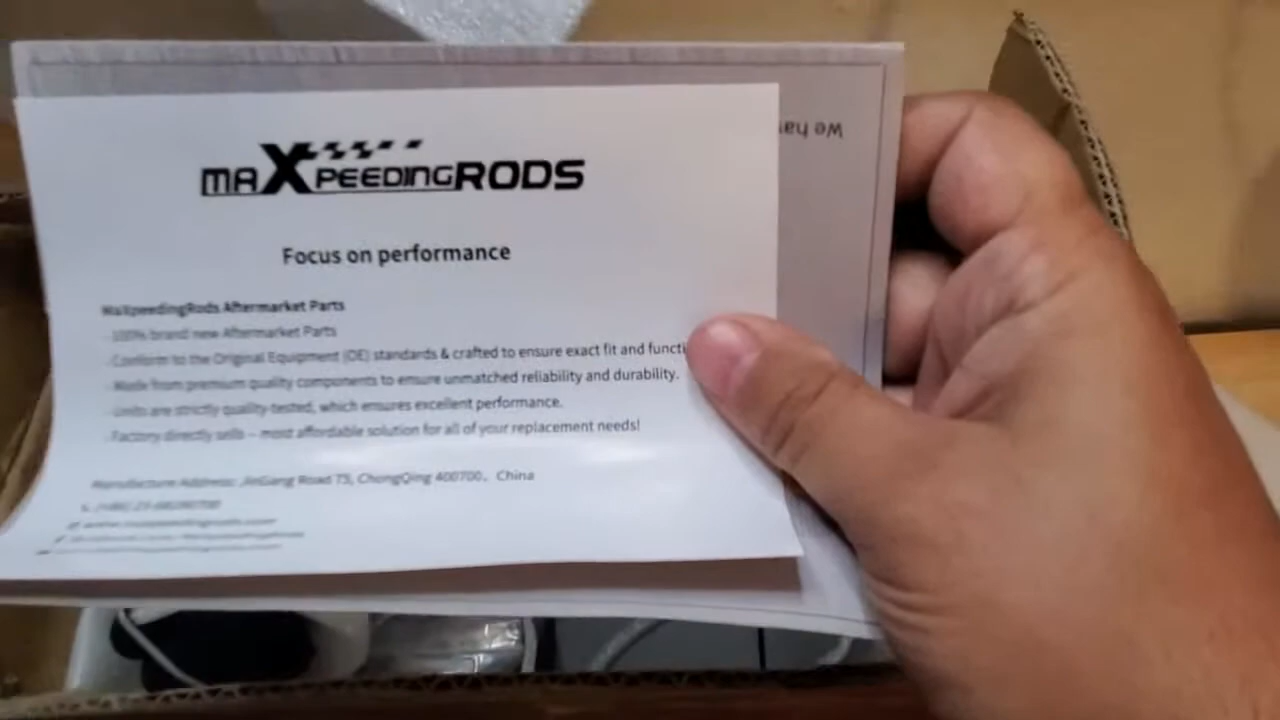 We ha
maXpeedingRODS
Focus on performance
MaXpeedingRods Aftermarket Parts
-100% brand new Aftermarket Parts
-Conform to the Original Equipment (OE) standards & crafted to ensure exact fit and functi
-Made from premium quality components to ensure unmatched reliability and durability.
-Units are strictly quality-tested, which ensures excellent performance.
-Factory directly sells – most affordable solution for all of your replacement needs!
Manufacture Address: JinGang Road 75, ChongQing 400700, China
www.maxpeedingrods.com